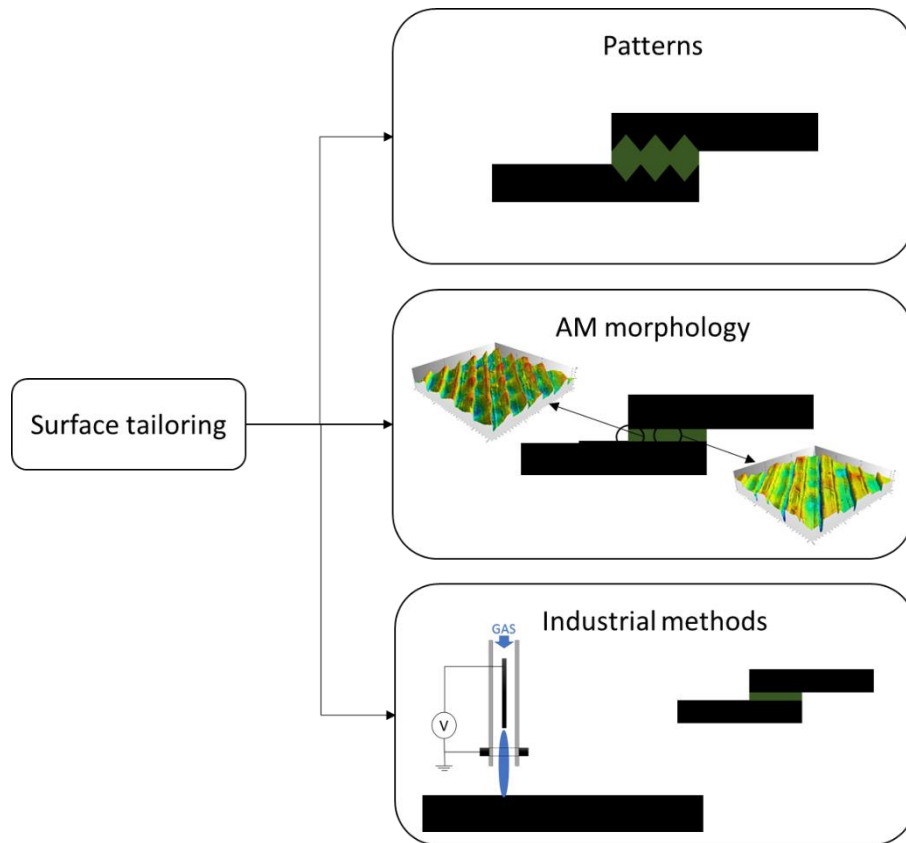 Patterns
AM morphology
Surface tailoring
Industrial methods
GAS
V